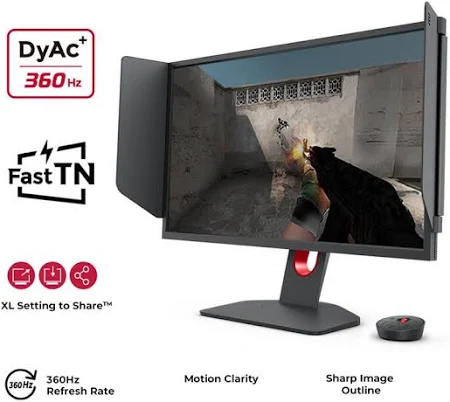 DyAc+
360Hz
Fast TN
XL Setting to Share™
360Hz
360Hz
Refresh Rate
Motion Clarity
Sharp Image
Outline